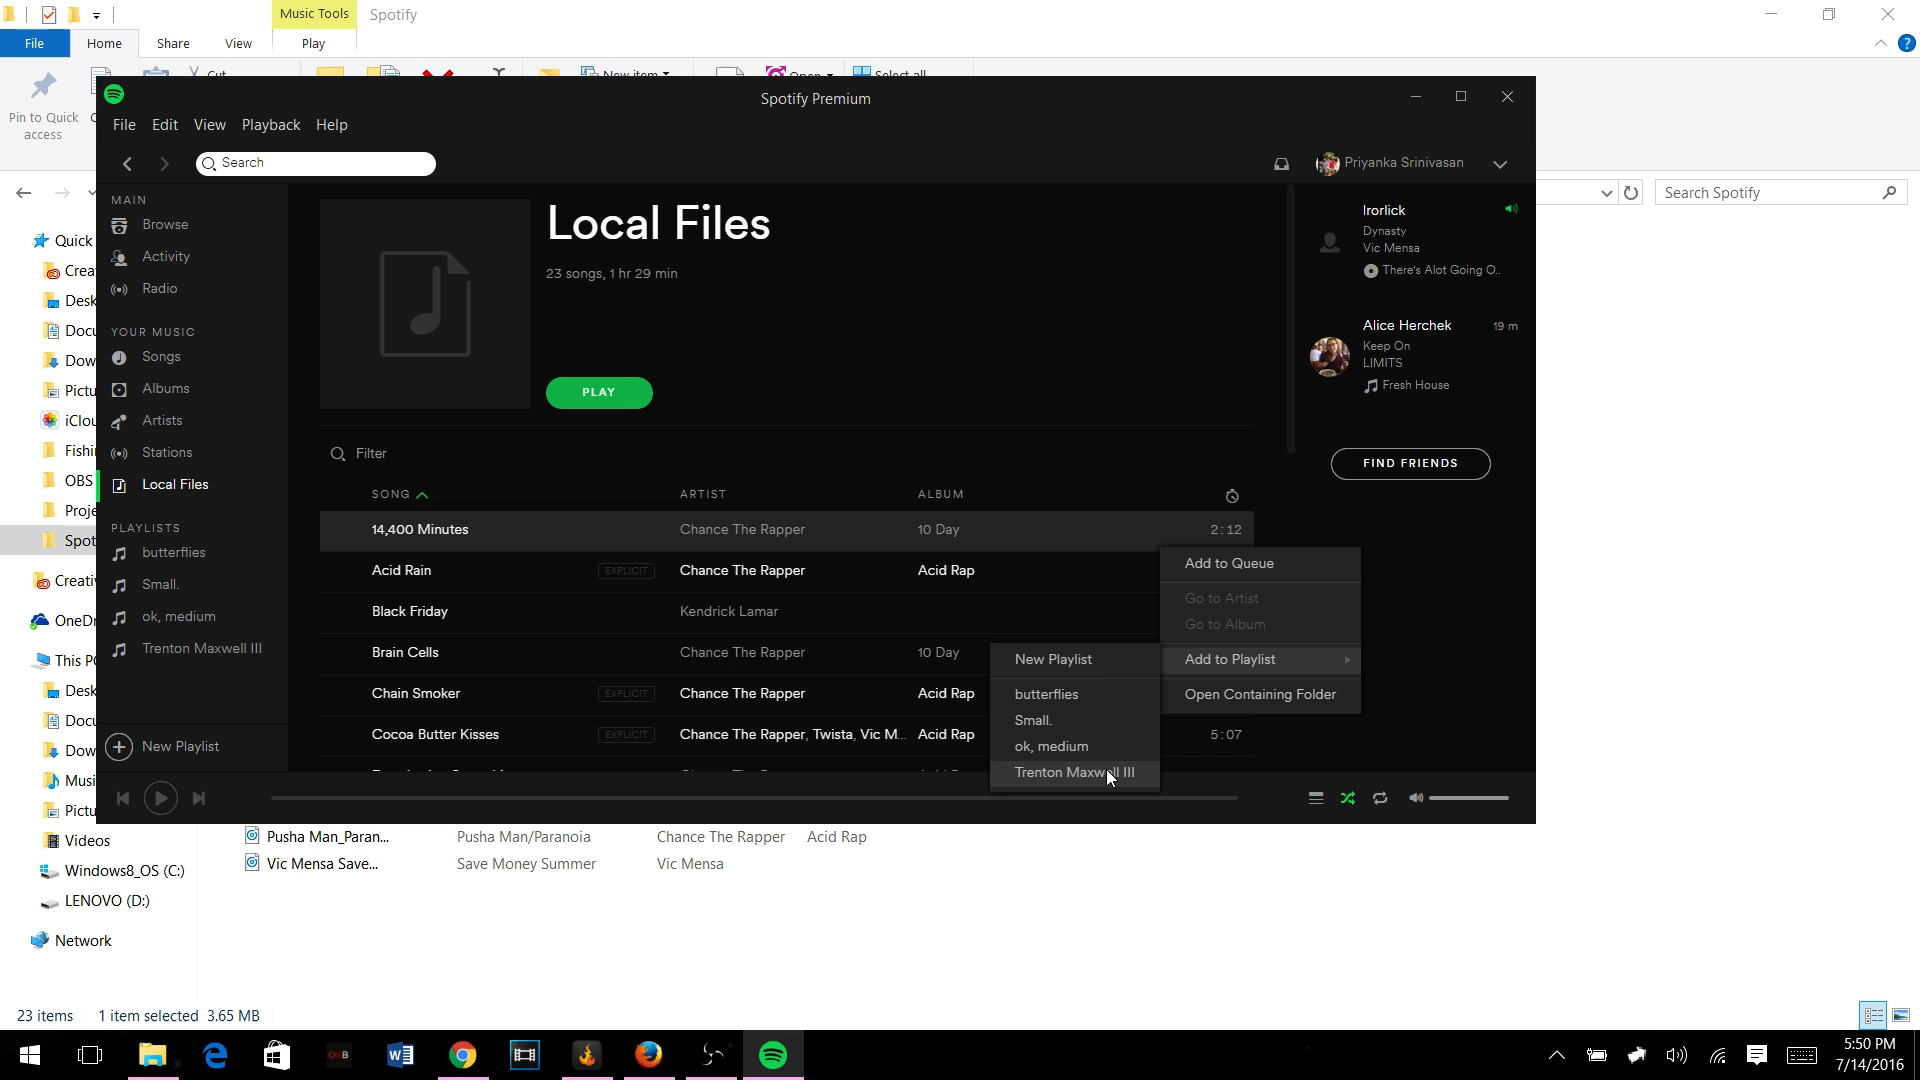 Music Tools
Spotify
File
Home
Share
View
Play
Pin to Quick
access
Spotify Premium
File Edit View Playback Help
Search
Priyanka Srinivasan
Search Spotify
MAIN
Browse
Activity
Radio
YOUR MUSIC
Songs
Albums
Artists
Stations
Local Files
PLAYLISTS
butterflies
Small.
ok, medium
Trenton Maxwell III
New Playlist
Quick
Crea
Desk
Docu
Dow
Pictu
iClou
Fishi
OBS
Proje
Spot
Creativ
OneDr
This P
Desk
Docu
Dow
Musi
Pictu
Videos
Windows8_OS (C:)
LENOVO (D:)
Network
Local Files
23 songs, 1 hr 29 min
PLAY
Filter
SONG ARTIST ALBUM
14,400 Minutes Chance The Rapper 10 Day 2:12
Acid Rain EXPLICIT Chance The Rapper Acid Rap
Black Friday Kendrick Lamar
Brain Cells Chance The Rapper 10 Day
Chain Smoker EXPLICIT Chance The Rapper Acid Rap
Cocoa Butter Kisses EXPLICIT Chance The Rapper, Twista, Vic M... Acid Rap 5:07
Add to Queue
Go to Artist
Go to Album
Add to Playlist
Open Containing Folder
New Playlist
butterflies
Small.
ok, medium
Trenton Maxwell III
Irorlick
Dynasty
Vic Mensa
There's Alot Going O..
Alice Herchek 19 m
Keep On
LIMITS
Fresh House
FIND FRIENDS
Pusha Man_Paran... Pusha Man/Paranoia Chance The Rapper Acid Rap
Vic Mensa Save... Save Money Summer Vic Mensa
23 items 1 item selected 3.65 MB
5:50 PM
7/14/2016